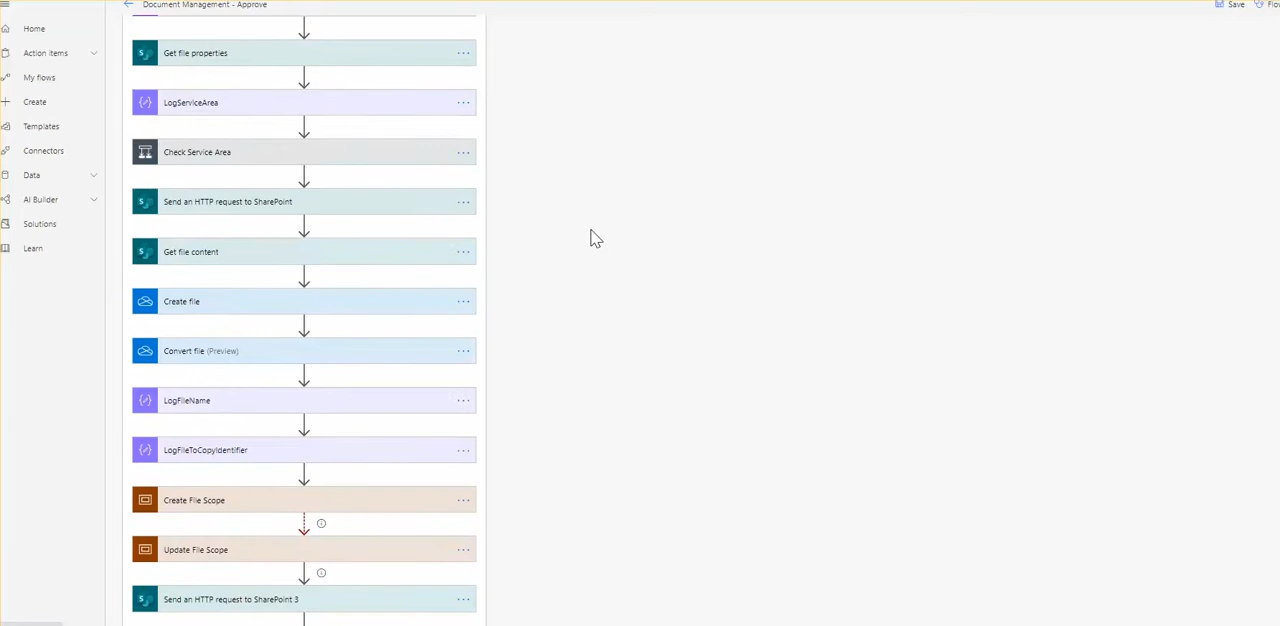 Document Management - Approve
Save
Flow
Home
Get file properties
Action items
My flows
LogServiceArea
Create
Templates
Check Service Area
Connectors
Data
AI Builder
Send an HTTP request to SharePoint
Solutions
Learn
Get file content
Create file
Convert file (Preview)
LogFileName
LogFileToCopyIdentifier
Create File Scope
Update File Scope
Send an HTTP request to SharePoint 3